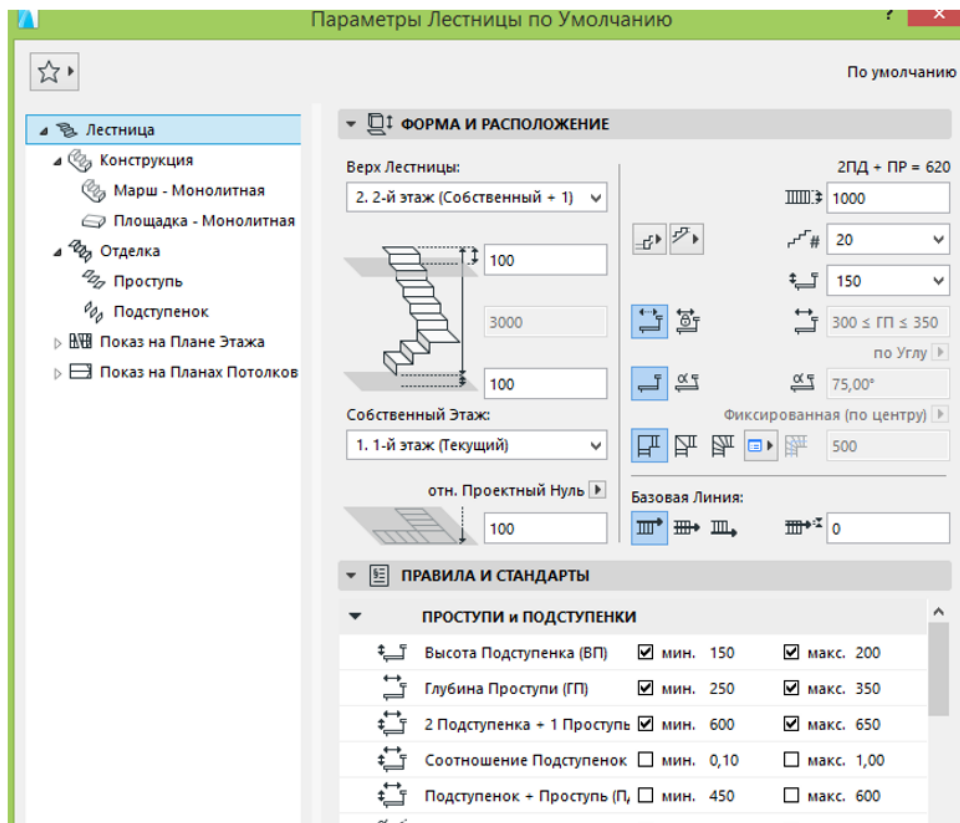 Параметры Лестницы по Умолчанию
?
По умолчанию
Лестница
Конструкция
Марш - Монолитная
Площадка - Монолитная
Отделка
Проступь
Подступенок
Показ на Плане Этажа
Показ на Планах Потолков
ФОРМА И РАСПОЛОЖЕНИЕ
Верх Лестницы:
2. 2-й этаж (Собственный + 1)
100
3000
100
Собственный Этаж:
1. 1-й этаж (Текущий)
отн. Проектный Нуль
100
2ПД + ПР = 620
1000
# 20
150
300 ≤ ГП ≤ 350
по Углу
75,00°
Фиксированная (по центру)
500
Базовая Линия:
0
ПРАВИЛА И СТАНДАРТЫ
ПРОСТУПИ и ПОДСТУПЕНКИ
Высота Подступенка (ВП) мин. 150 макс. 200
Глубина Проступи (ГП) мин. 250 макс. 350
2 Подступенка + 1 Проступь мин. 600 макс. 650
Соотношение Подступенок мин. 0,10 макс. 1,00
Подступенок + Проступь (П, мин. 450 макс. 600